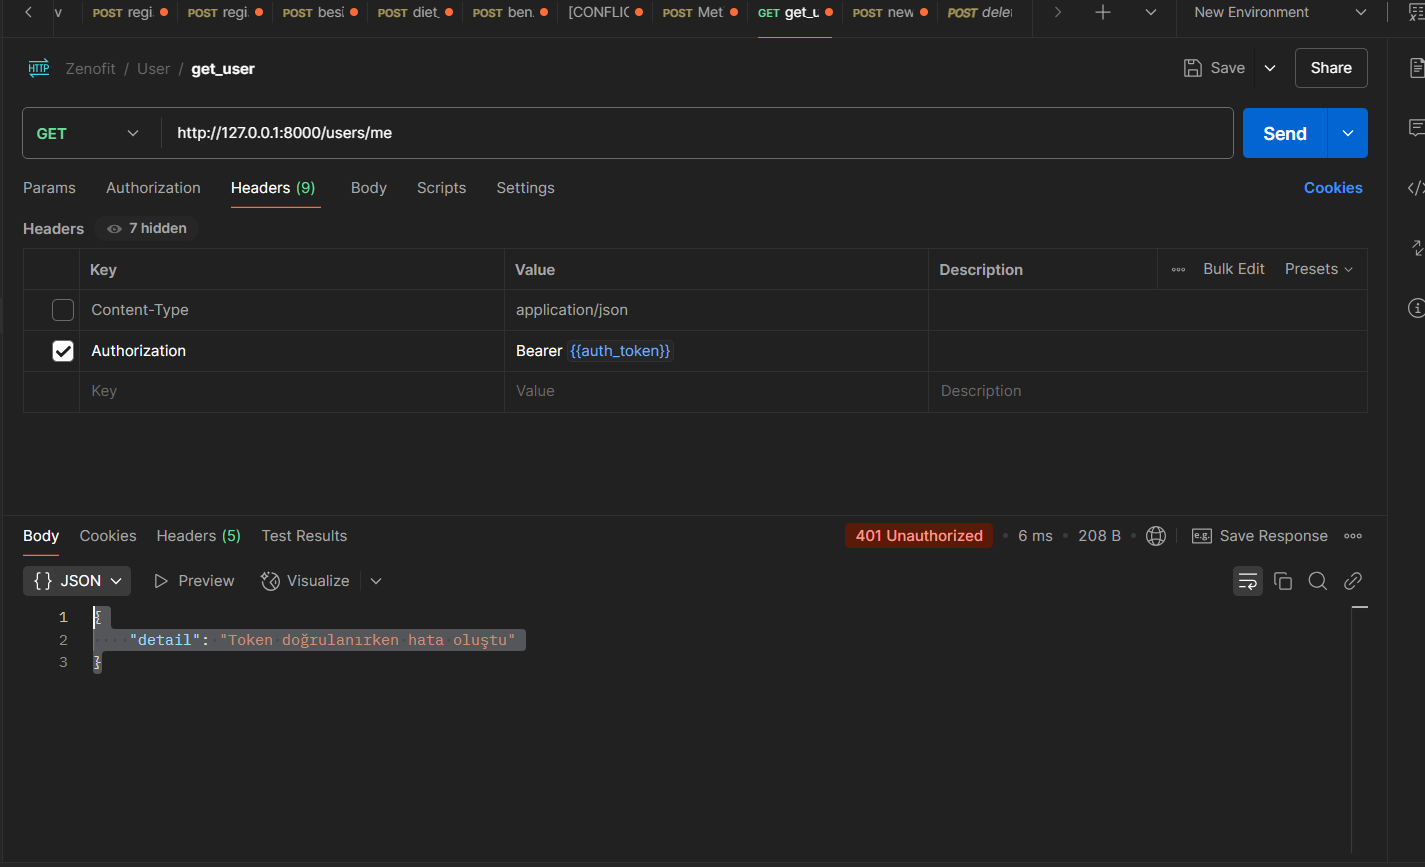 v POST regi. POST regi. POST besi POST diet_ POST ben. [CONFLIC POST Met GET get_u POST new POST dele New Environment
HTTP Zenofit / User / get_user Save Share
GET http://127.0.0.1:8000/users/me Send
Params Authorization Headers (9) Body Scripts Settings Cookies
Headers 7 hidden
Key Value Description Bulk Edit Presets
Content-Type application/json
Authorization Bearer {{auth_token}}
Key Value Description
Body Cookies Headers (5) Test Results 401 Unauthorized • 6 ms • 208 B • e.g. Save Response
{} JSON Preview Visualize
1 {
2 "detail": "Token doğrulanırken hata oluştu"
3 }